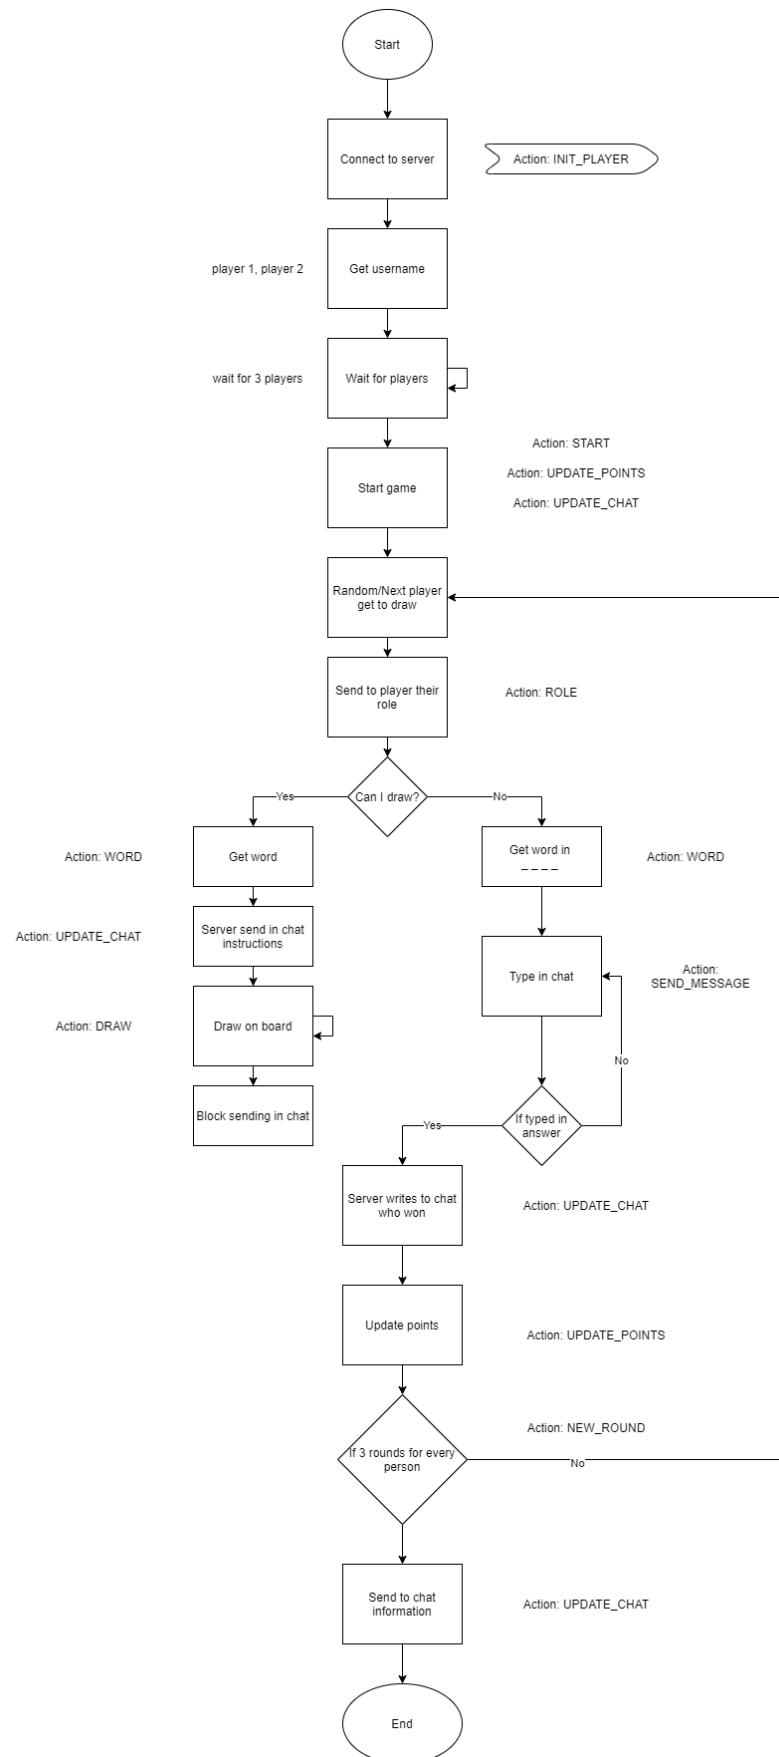 Start
Connect to server
Action: INIT_PLAYER
player 1, player 2
Get username
wait for 3 players
Wait for players
Action: START
Start game
Action: UPDATE_POINTS
Action: UPDATE_CHAT
Random/Next player
get to draw
Send to player their
role
Action: ROLE
Can I draw?
Yes
No
Action: WORD
Get word
Get word in
_ _ _ _
Action: WORD
Action: UPDATE_CHAT
Server send in chat
instructions
Type in chat
Action:
SEND_MESSAGE
Action: DRAW
Draw on board
No
Block sending in chat
If typed in
answer
Yes
Server writes to chat
who won
Action: UPDATE_CHAT
Update points
Action: UPDATE_POINTS
Action: NEW_ROUND
If 3 rounds for every
person
No
Send to chat
information
Action: UPDATE_CHAT
End